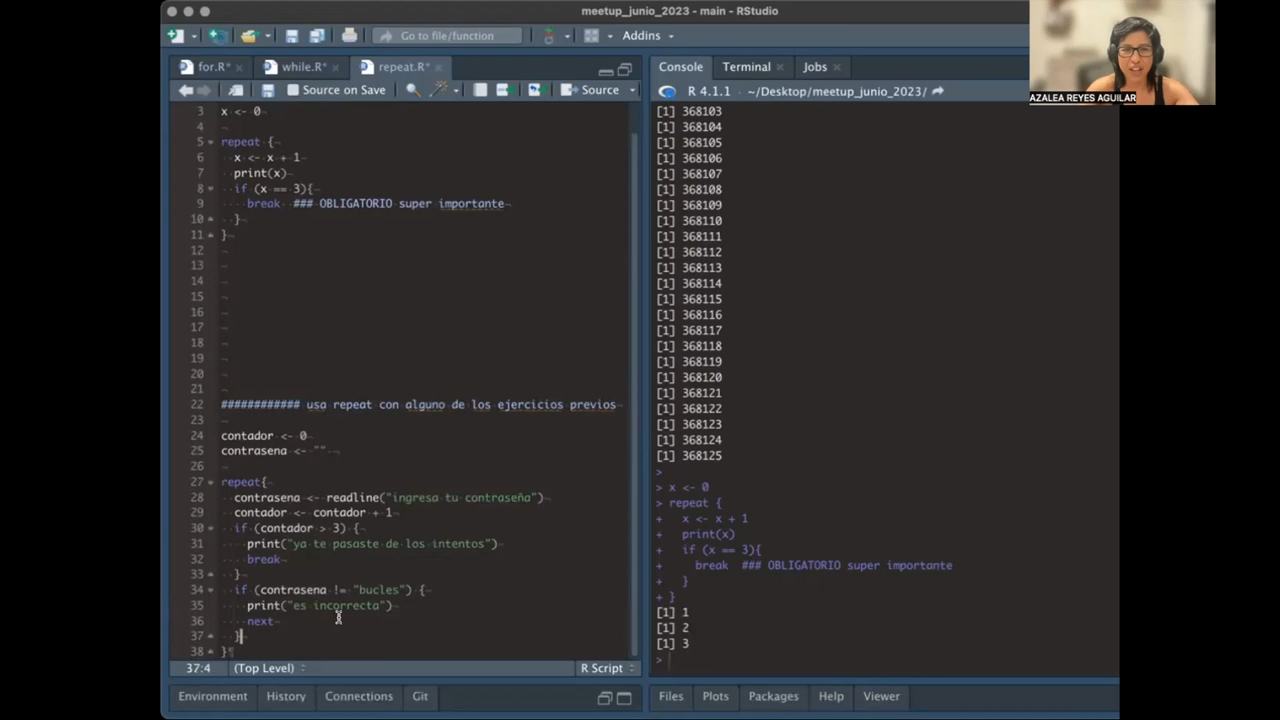 meetup_junio_2023 - main - RStudio
Go to file/function
Addins
for.R*
while.R*
repeat.R*
Source on Save
Source
3 x <- 0
4
5 repeat {
6 x <- x + 1
7 print(x)
8 if (x == 3){
9 break ### OBLIGATORIO super importante
10 }
11 }
12
13
14
15
16
17
18
19
20
21
22 ############ usa repeat con alguno de los ejercicios previos
23
24 contador <- 0
25 contrasena <- ""
26
27 repeat{
28 contrasena <- readline("ingresa tu contraseña")
29 contador <- contador + 1
30 if (contador > 3) {
31 print("ya te pasaste de los intentos")
32 break
33 }
34 if (contrasena != "bucles") {
35 print("es incorrecta")
36 next
37 }
38 }
37:4
(Top Level)
R Script
Environment
History
Connections
Git
Console
Terminal
Jobs
R 4.1.1 · ~/Desktop/meetup_junio_2023/
[1] 368103
[1] 368104
[1] 368105
[1] 368106
[1] 368107
[1] 368108
[1] 368109
[1] 368110
[1] 368111
[1] 368112
[1] 368113
[1] 368114
[1] 368115
[1] 368116
[1] 368117
[1] 368118
[1] 368119
[1] 368120
[1] 368121
[1] 368122
[1] 368123
[1] 368124
[1] 368125
>
> x <- 0
> repeat {
+ x <- x + 1
+ print(x)
+ if (x == 3){
+ break ### OBLIGATORIO super importante
+ }
+ }
[1] 1
[1] 2
[1] 3
>
Files
Plots
Packages
Help
Viewer
AZALEA REYES AGUILAR